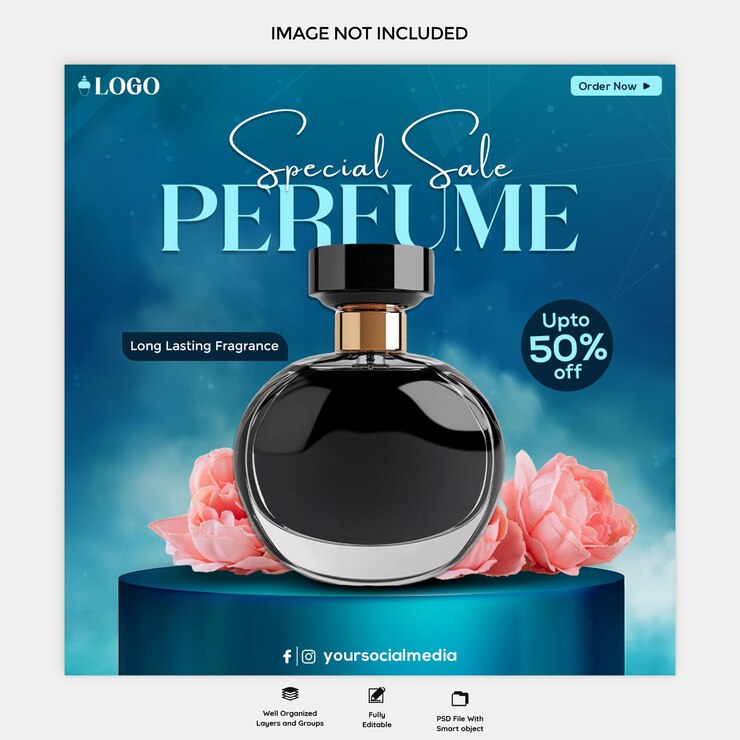 IMAGE NOT INCLUDED
LOGO
Order Now
Special Sale
PERFUME
Long Lasting Fragrance
Upto
50%
off
yoursocialmedia
Well Organized
Layers and Groups
Fully
Editable
PSD File With
Smart object